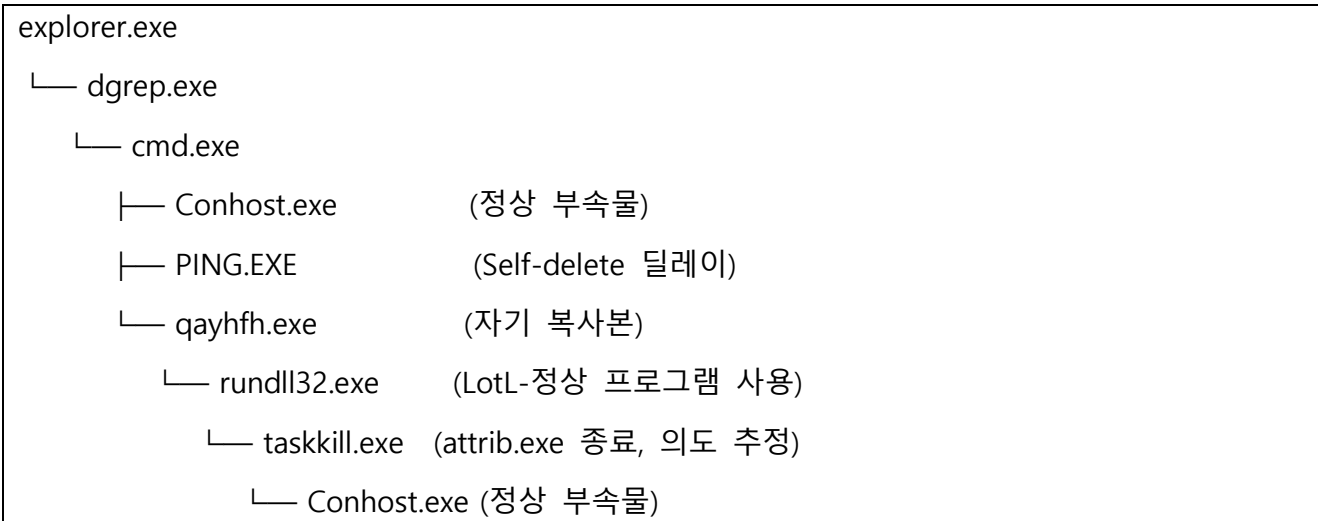 explorer.exe
└── dgrep.exe
└── cmd.exe
├── Conhost.exe (정상 부속물)
├── PING.EXE (Self-delete 딜레이)
└── qayhfh.exe (자기 복사본)
└── rundll32.exe (LotL-정상 프로그램 사용)
└── taskkill.exe (attrib.exe 종료, 의도 추정)
└── Conhost.exe (정상 부속물)